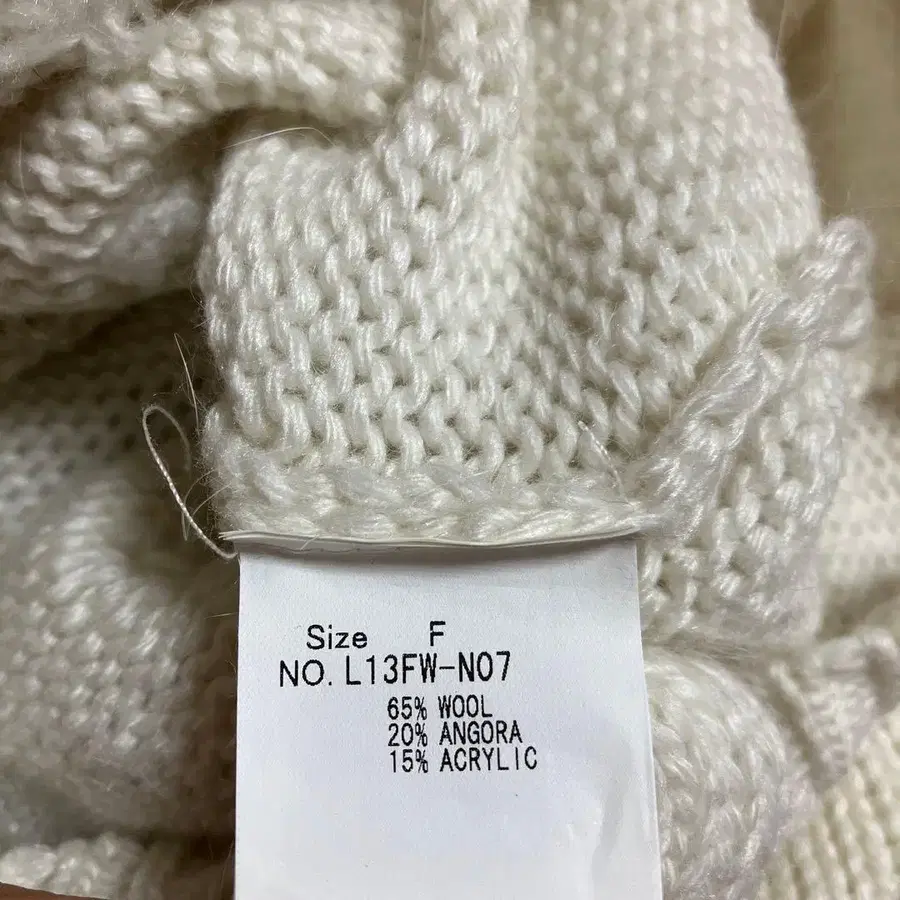 Size F
NO. L13FW-N07
65% WOOL
20% ANGORA
15% ACRYLIC